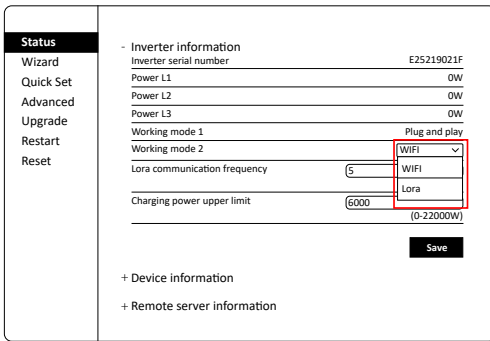 Status
Wizard
Quick Set
Advanced
Upgrade
Restart
Reset
- Inverter information
Inverter serial number E25219021F
Power L1 0W
Power L2 0W
Power L3 0W
Working mode 1 Plug and play
Working mode 2 WIFI
WIFI
Lora
Lora communication frequency 5
Charging power upper limit 6000
(0-22000W)
Save
+ Device information
+ Remote server information